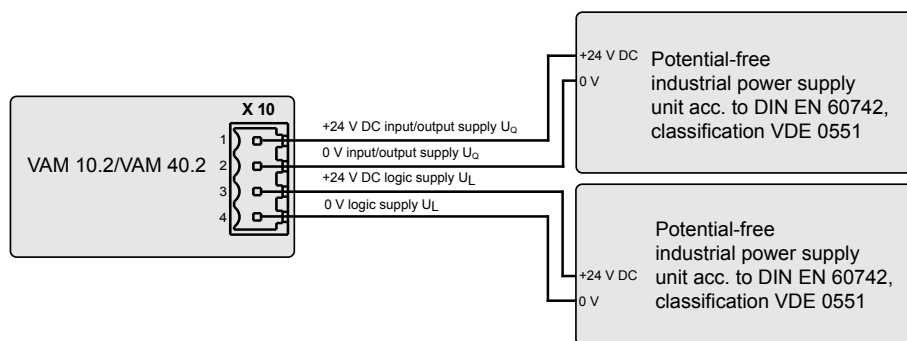 VAM 10.2/VAM 40.2
X 10
1
2
3
4
+24 V DC input/output supply UQ
0 V input/output supply UQ
+24 V DC logic supply UL
0 V logic supply UL
+24 V DC
0 V
Potential-free
industrial power supply
unit acc. to DIN EN 60742,
classification VDE 0551
+24 V DC
0 V
Potential-free
industrial power supply
unit acc. to DIN EN 60742,
classification VDE 0551